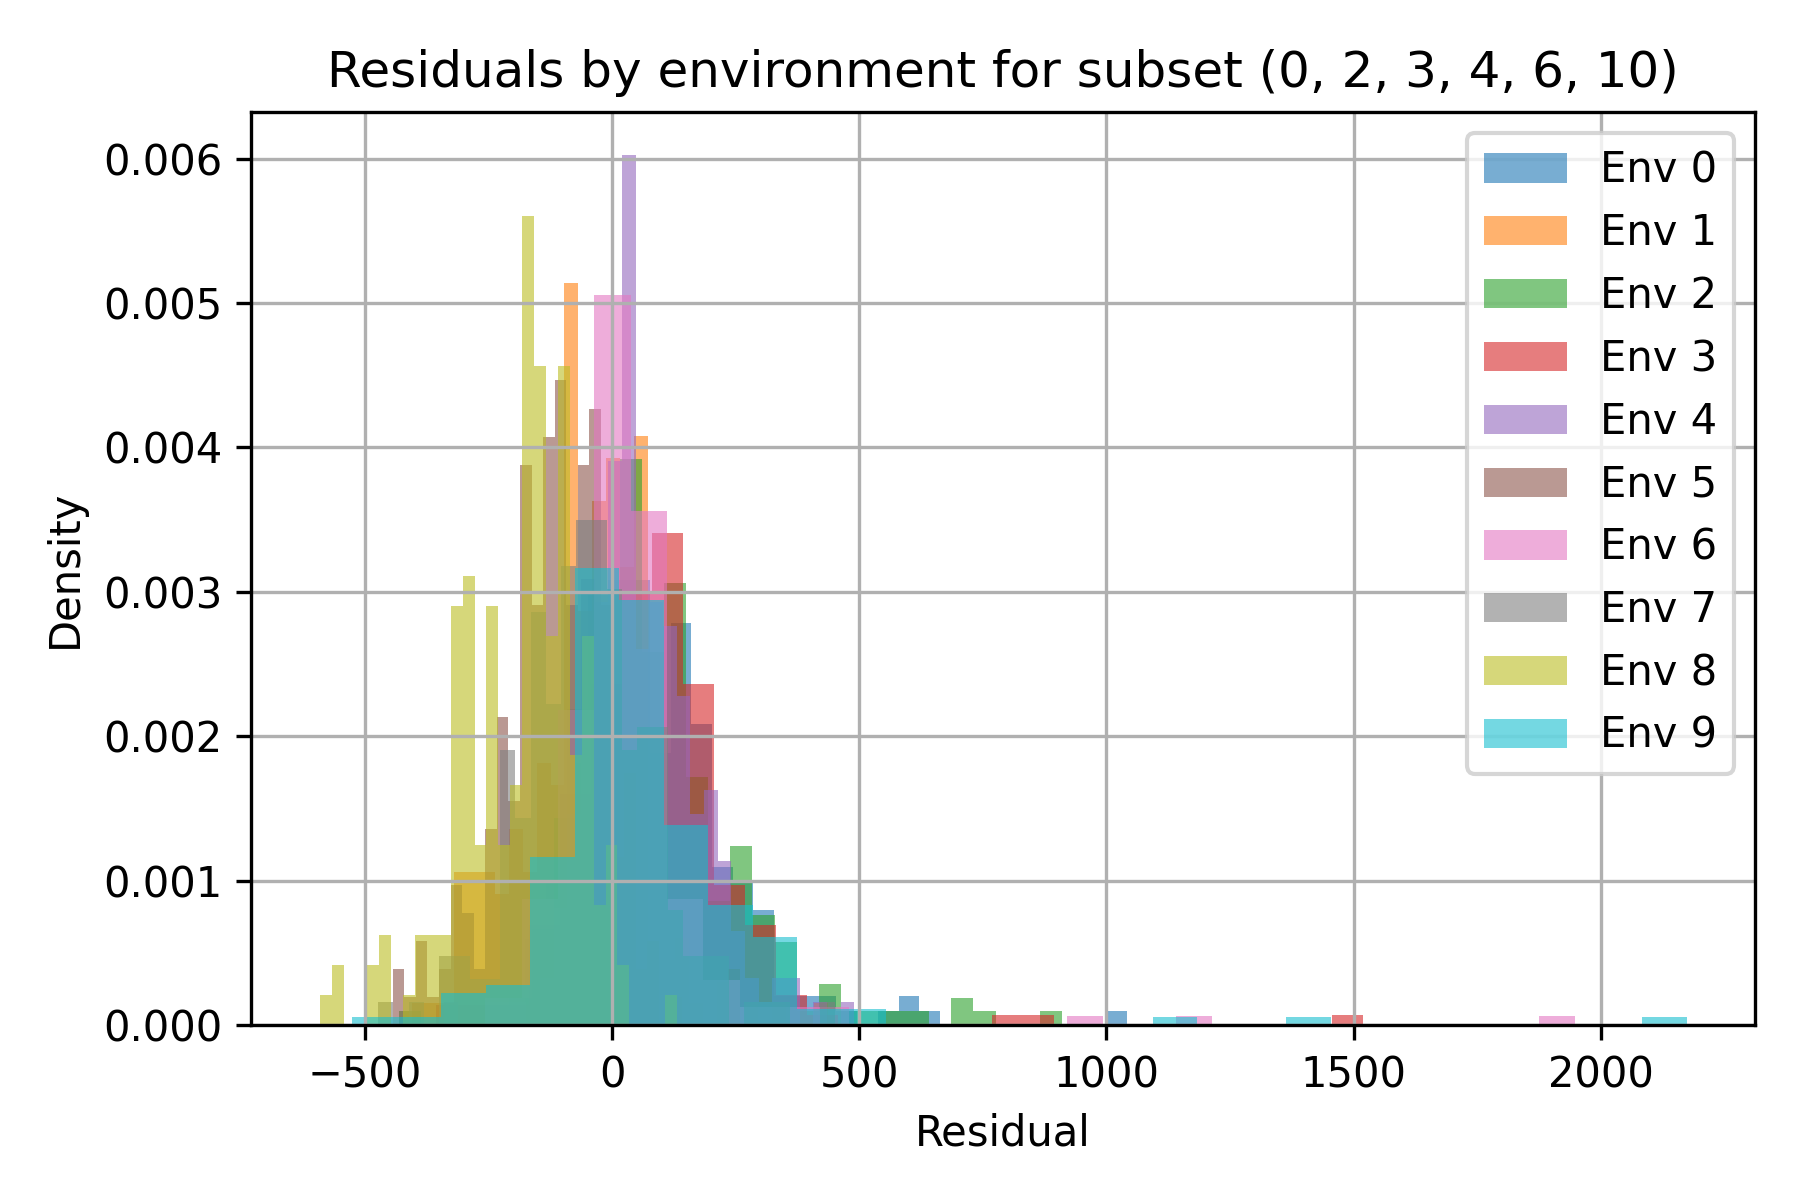 Residuals by environment for subset (0, 2, 3, 4, 6, 10)
0.006
0.005
0.004
0.003
0.002
0.001
0.000
Density
−500
0
500
1000
1500
2000
Residual
Env 0
Env 1
Env 2
Env 3
Env 4
Env 5
Env 6
Env 7
Env 8
Env 9